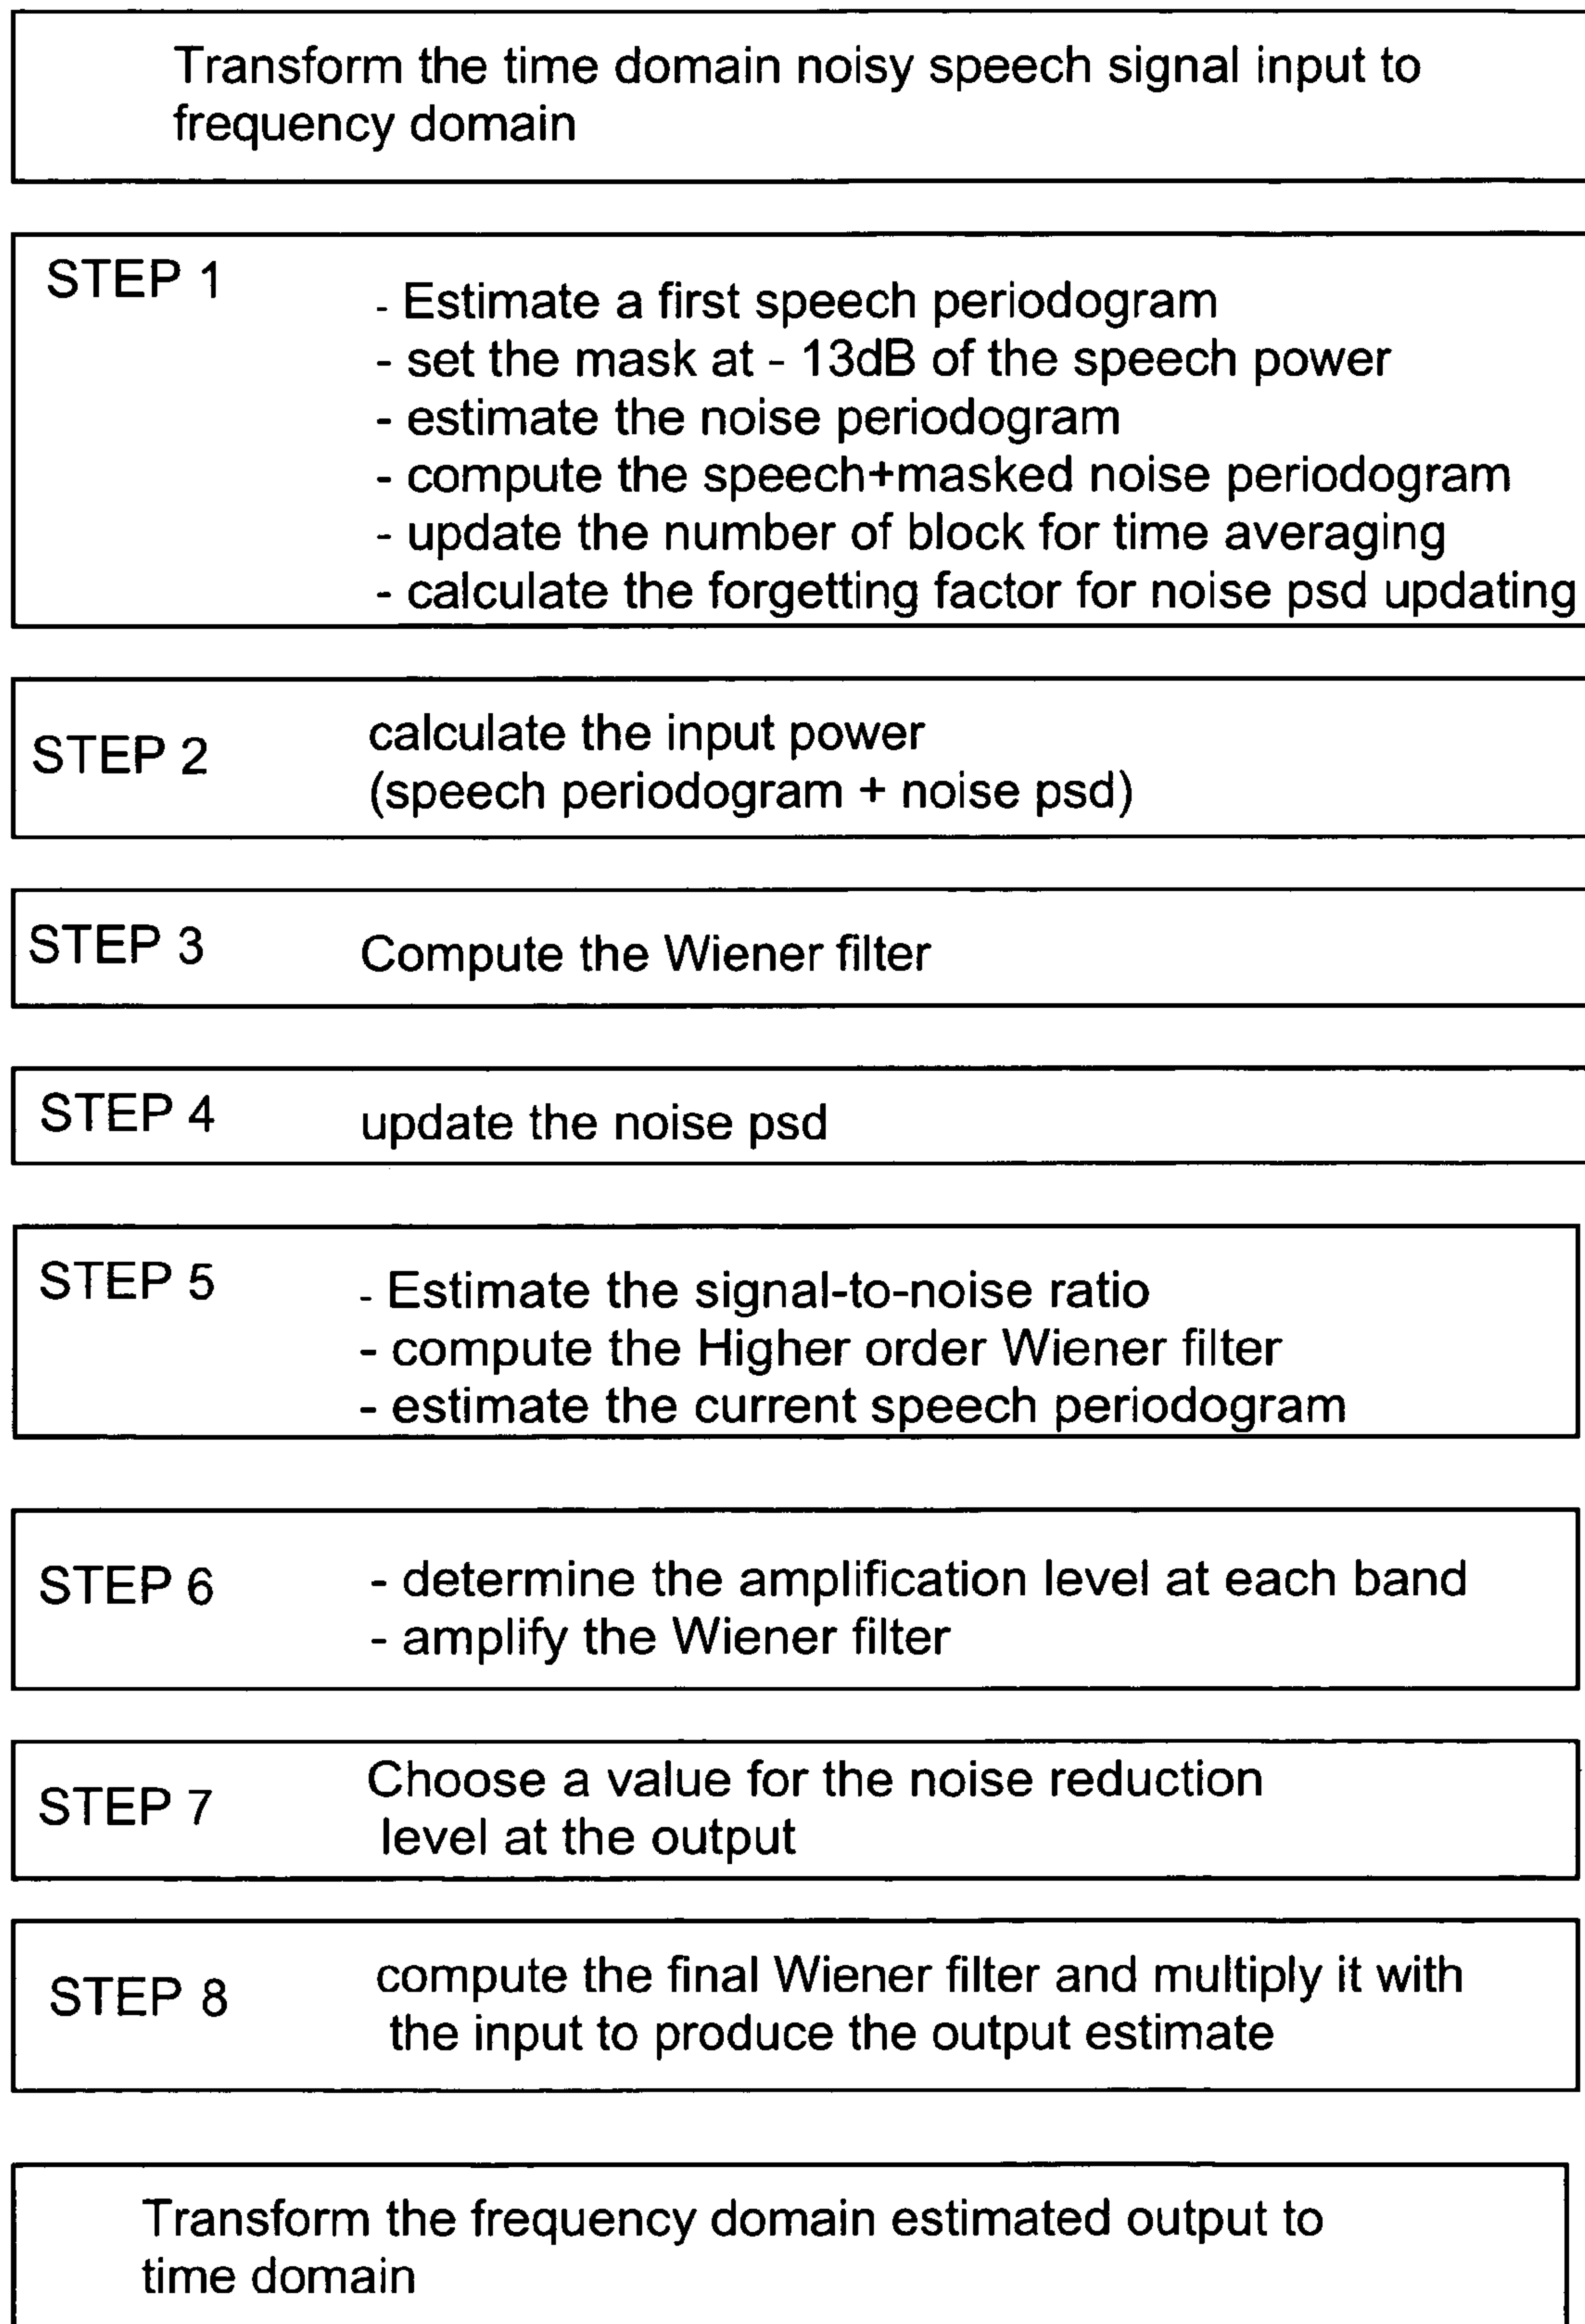 Transform the time domain noisy speech signal input to
frequency domain
STEP 1
- Estimate a first speech periodogram
- set the mask at - 13dB of the speech power
- estimate the noise periodogram
- compute the speech+masked noise periodogram
- update the number of block for time averaging
- calculate the forgetting factor for noise psd updating
STEP 2
calculate the input power
(speech periodogram + noise psd)
STEP 3
Compute the Wiener filter
STEP 4
update the noise psd
STEP 5
- Estimate the signal-to-noise ratio
- compute the Higher order Wiener filter
- estimate the current speech periodogram
STEP 6
- determine the amplification level at each band
- amplify the Wiener filter
STEP 7
Choose a value for the noise reduction
level at the output
STEP 8
compute the final Wiener filter and multiply it with
the input to produce the output estimate
Transform the frequency domain estimated output to
time domain